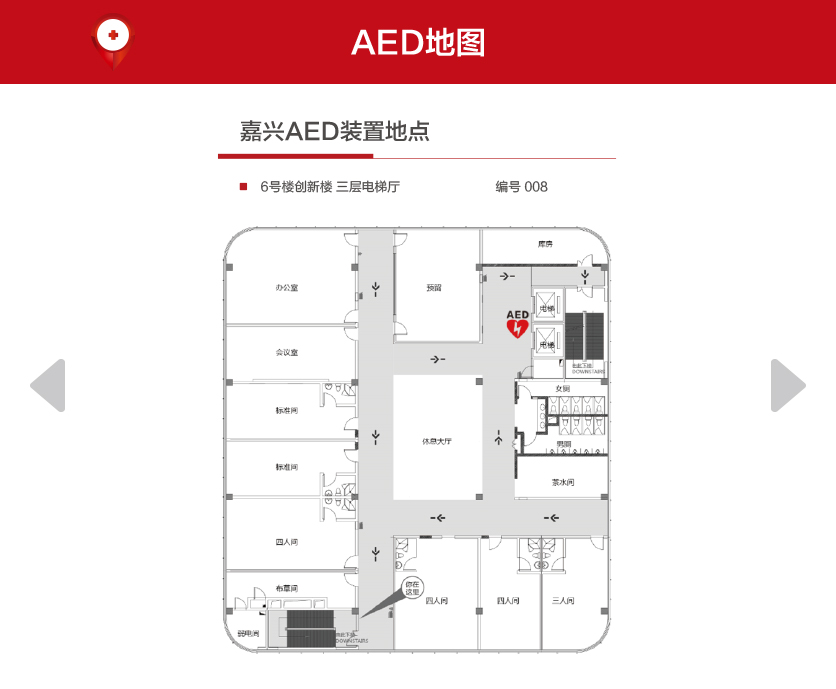 AED地图
嘉兴AED装置地点
6号楼创新楼 三层电梯厅
编号 008
库房
办公室
预留
AED
电梯
电梯
会议室
由此下楼
DOWNSTAIRS
女厕
标准间
休息大厅
男厕
标准间
茶水间
四人间
你在
这里
布草间
四人间
四人间
三人间
弱电间
由此下楼
DOWNSTAIRS